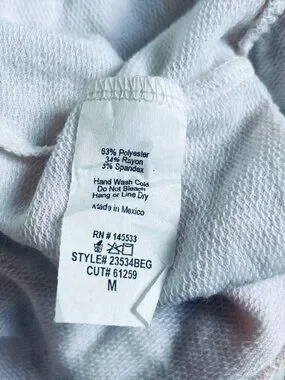 63% Polyester
34% Rayon
3% Spandex
Hand Wash Cold
Do Not Bleach
Hang or Line Dry
Made in Mexico
RN # 145533
STYLE# 23534BEG
CUT# 61259
M